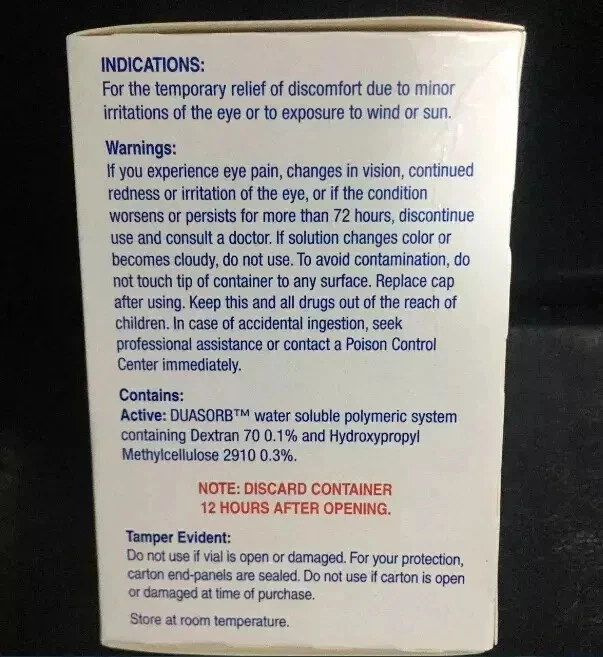 INDICATIONS:
For the temporary relief of discomfort due to minor
irritations of the eye or to exposure to wind or sun.
Warnings:
If you experience eye pain, changes in vision, continued
redness or irritation of the eye, or if the condition
worsens or persists for more than 72 hours, discontinue
use and consult a doctor. If solution changes color or
becomes cloudy, do not use. To avoid contamination, do
not touch tip of container to any surface. Replace cap
after using. Keep this and all drugs out of the reach of
children. In case of accidental ingestion, seek
professional assistance or contact a Poison Control
Center immediately.
Contains:
Active: DUASORB™ water soluble polymeric system
containing Dextran 70 0.1% and Hydroxypropyl
Methylcellulose 2910 0.3%.
NOTE: DISCARD CONTAINER
12 HOURS AFTER OPENING.
Tamper Evident:
Do not use if vial is open or damaged. For your protection,
carton end-panels are sealed. Do not use if carton is open
or damaged at time of purchase.
Store at room temperature.